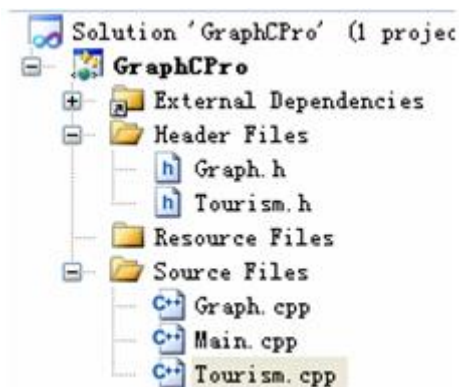 Solution 'GraphCPro' (1 projec
GraphCPro
External Dependencies
Header Files
Graph.h
Tourism.h
Resource Files
Source Files
Graph.cpp
Main.cpp
Tourism.cpp